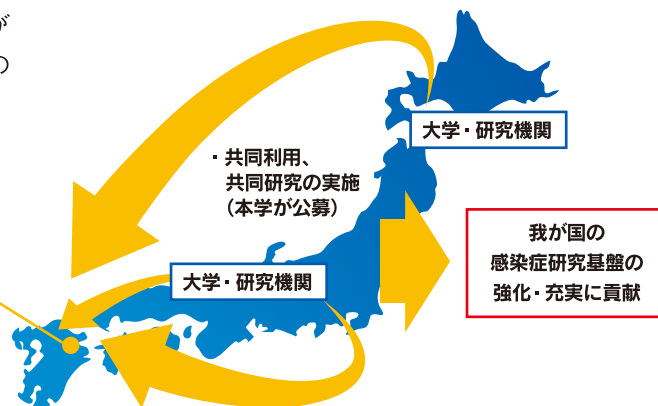 が
の
大学・研究機関
・共同利用、
共同研究の実施
（本学が公募）
大学・研究機関
我が国の
感染症研究基盤の
強化・充実に貢献